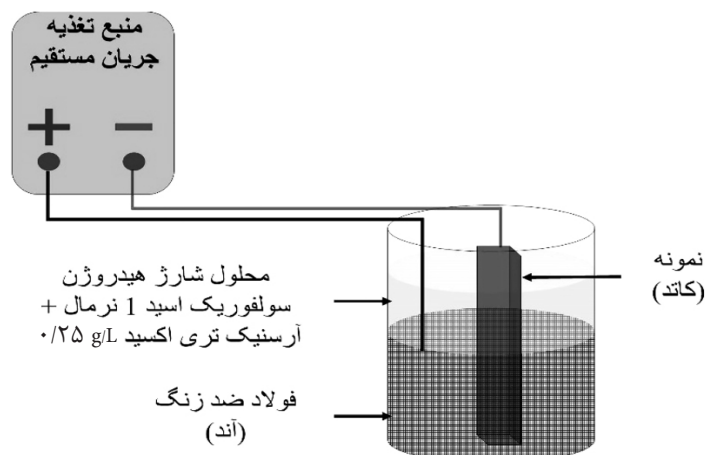 منبع تغذیه
جریان مستقیم
+ −
نمونه
(کاتد)
محلول شارژ هیدروژن
سولفوریک اسید 1 نرمال +
آرسنیک تری اکسید ۰/۲۵ g/L
فولاد ضد زنگ
(آند)